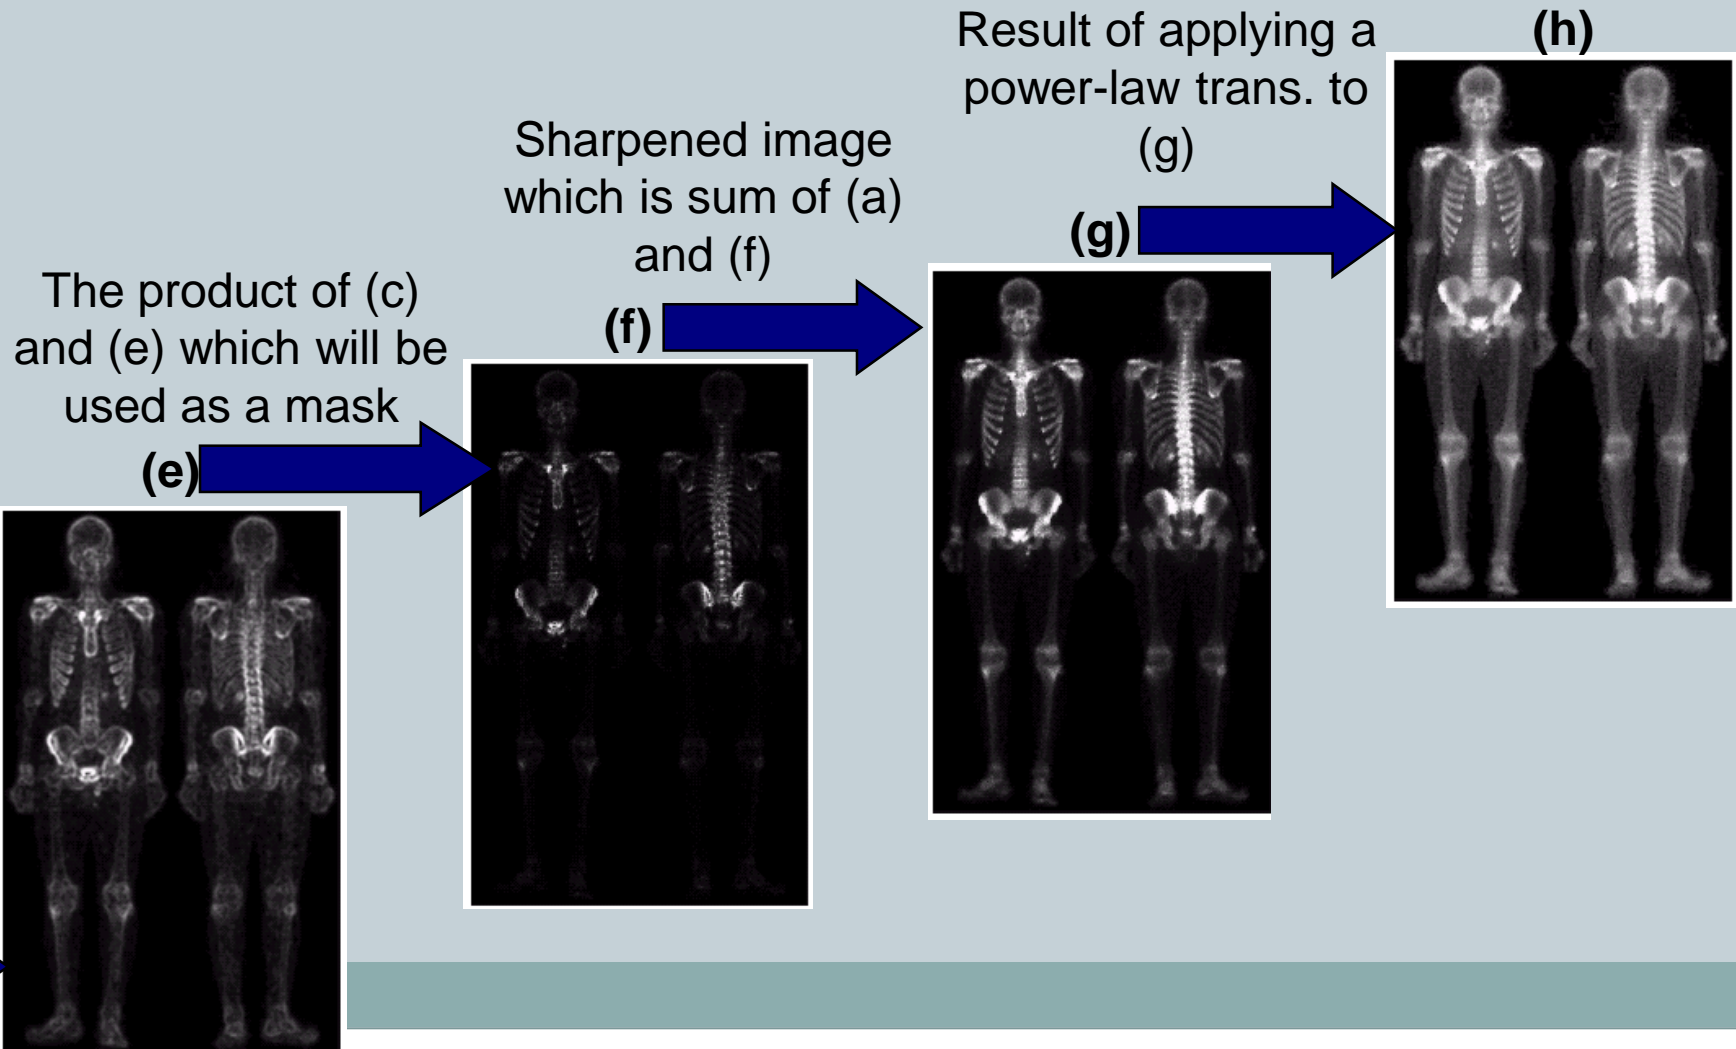 The product of (c)
and (e) which will be
used as a mask
(e)
Sharpened image
which is sum of (a)
and (f)
(f)
Result of applying a
power-law trans. to
(g)
(g)
(h)